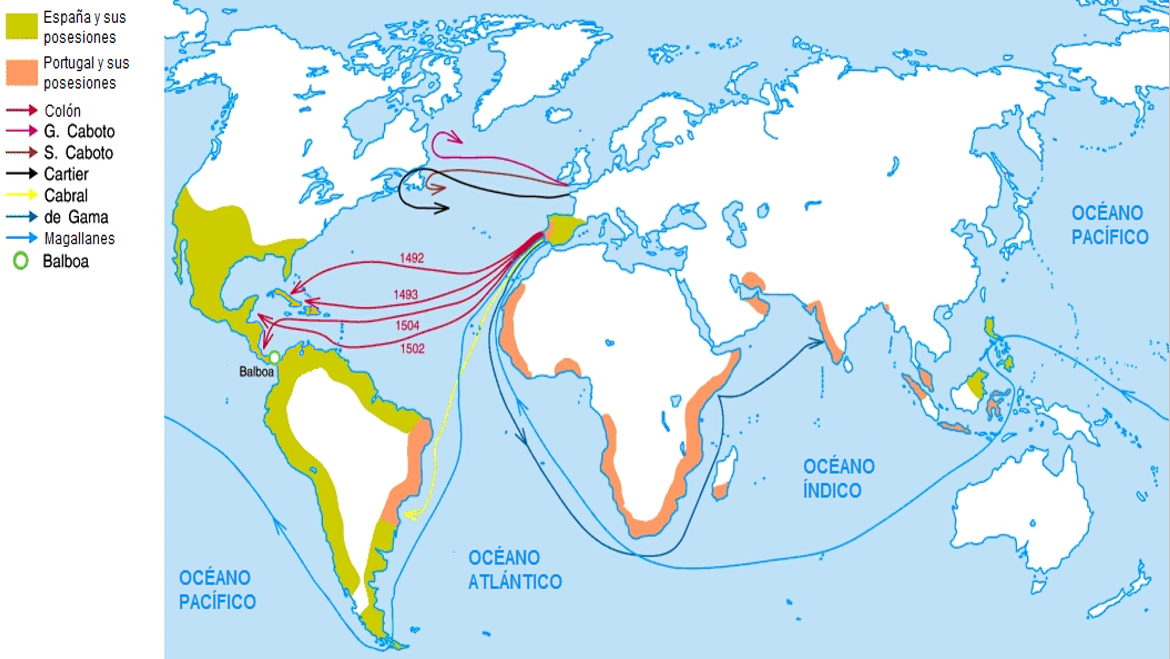 España y sus
posesiones
Portugal y sus
posesiones
Colón
G. Caboto
S. Caboto
Cartier
Cabral
de Gama
Magallanes
Balboa
1492
1493
1504
1502
Balboa
OCÉANO
PACÍFICO
OCÉANO
ATLÁNTICO
OCÉANO
ÍNDICO
OCÉANO
PACÍFICO